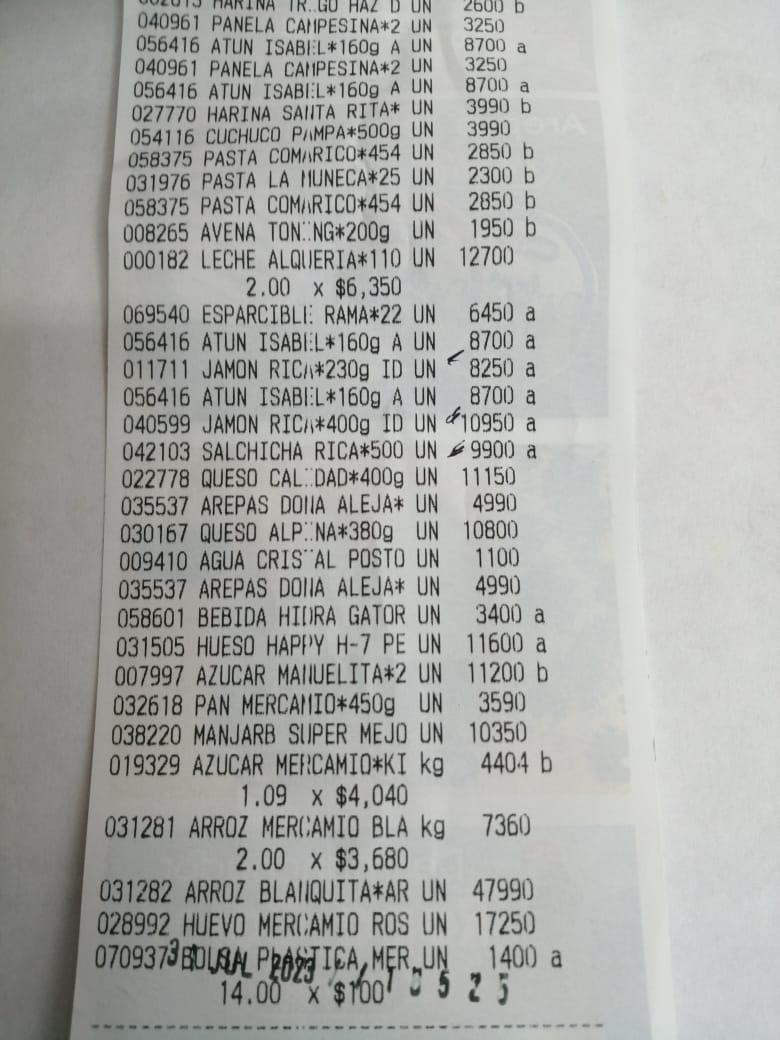 002613 HARINA TR..GO HAZ D UN 2600 b
040961 PANELA CAMPESINA*2 UN 3250
056416 ATUN ISABEL*160g A UN 8700 a
040961 PANELA CAMPESINA*2 UN 3250
056416 ATUN ISABEL*160g A UN 8700 a
027770 HARINA SANTA RITA* UN 3990 b
054116 CUCHUCO PAMPA*500g UN 3990
058375 PASTA COMARICO*454 UN 2850 b
031976 PASTA LA MUNECA*25 UN 2300 b
058375 PASTA COMARICO*454 UN 2850 b
008265 AVENA TONING*200g UN 1950 b
000182 LECHE ALQUERIA*110 UN 12700
2.00 x $6,350
069540 ESPARCIBLE RAMA*22 UN 6450 a
056416 ATUN ISABEL*160g A UN 8700 a
011711 JAMON RICA*230g ID UN 8250 a
056416 ATUN ISABEL*160g A UN 8700 a
040599 JAMON RICA*400g ID UN 10950 a
042103 SALCHICHA RICA*500 UN 9900 a
022778 QUESO CALIDAD*400g UN 11150
035537 AREPAS DONA ALEJA* UN 4990
030167 QUESO ALPINA*380g UN 10800
009410 AGUA CRISTAL POSTO UN 1100
035537 AREPAS DONA ALEJA* UN 4990
058601 BEBIDA HIDRA GATOR UN 3400 a
031505 HUESO HAPPY H-7 PE UN 11600 a
007997 AZUCAR MANUELITA*2 UN 11200 b
032618 PAN MERCAMIO*450g UN 3590
038220 MANJARB SUPER MEJO UN 10350
019329 AZUCAR MERCAMIO*KI kg 4404 b
1.09 x $4,040
031281 ARROZ MERCAMIO BLA kg 7360
2.00 x $3,680
031282 ARROZ BLANQUITA*AR UN 47990
028992 HUEVO MERCAMIO ROS UN 17250
070937 BOLSA PLASTICA MER UN 1400 a
JUL 2023
14.00 x $100